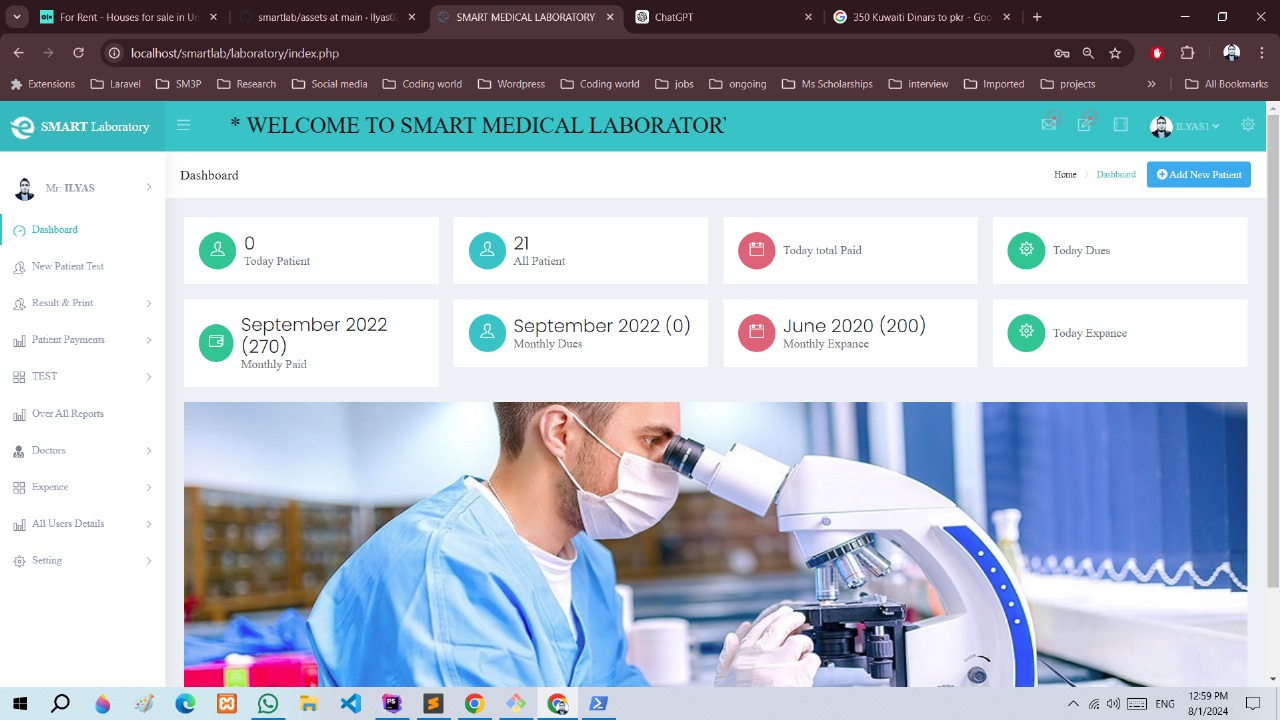 For Rent - Houses for sale in Un
smartlab/assets at main · Ilyas0
SMART MEDICAL LABORATORY
ChatGPT
350 Kuwaiti Dinars to pkr - Goo
localhost/smartlab/laboratory/index.php
Extensions
Laravel
SM3P
Research
Social media
Coding world
Wordpress
Coding world
jobs
ongoing
Ms Scholarships
interview
Imported
projects
»
All Bookmarks
SMART Laboratory
* WELCOME TO SMART MEDICAL LABORATORY
ILYAS I
Mr: ILYAS
Dashboard
New Patient Test
Result & Print
Patient Payments
TEST
Over All Reports
Doctors
Expence
All Users Details
Setting
Dashboard
Home
Dashboard
Add New Patient
0
Today Patient
21
All Patient
Today total Paid
Today Dues
September 2022
(270)
Monthly Paid
September 2022 (0)
Monthly Dues
June 2020 (200)
Monthly Expance
Today Expance
ENG
12:59 PM
8/1/2024